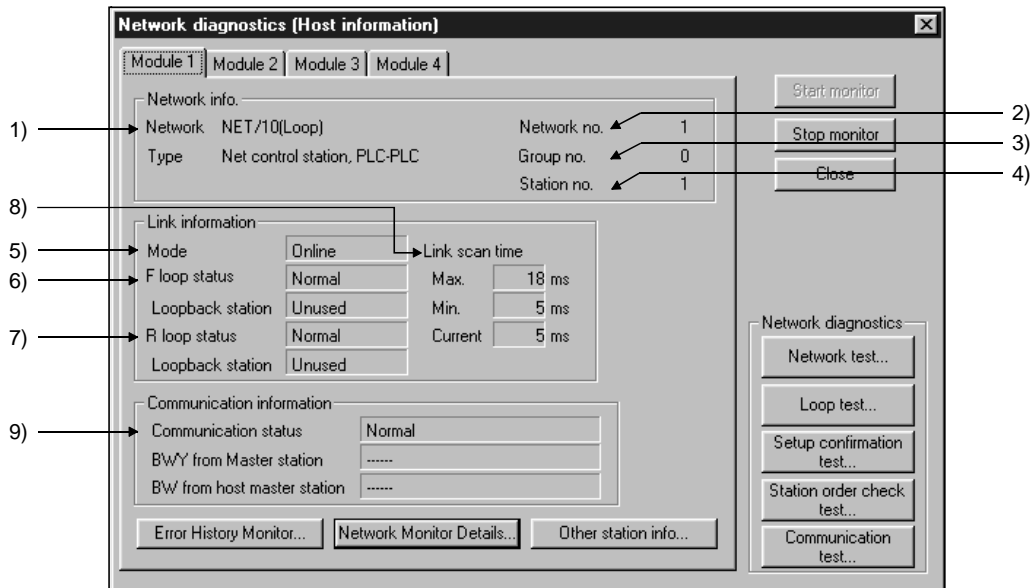 Network diagnostics (Host information)
Module 1 Module 2 Module 3 Module 4
Network info.
1) Network NET/10(Loop) Network no. 1 2)
Type Net control station, PLC-PLC Group no. 0 3)
Station no. 1 4)
Start monitor
Stop monitor
Close
8)
Link information
5) Mode Online Link scan time
6) F loop status Normal Max. 18 ms
Loopback station Unused Min. 5 ms
7) R loop status Normal Current 5 ms
Loopback station Unused
Communication information
9) Communication status Normal
BWY from Master station ------
BW from host master station ------
Error History Monitor... Network Monitor Details... Other station info...
Network diagnostics
Network test...
Loop test...
Setup confirmation
test...
Station order check
test...
Communication
test...